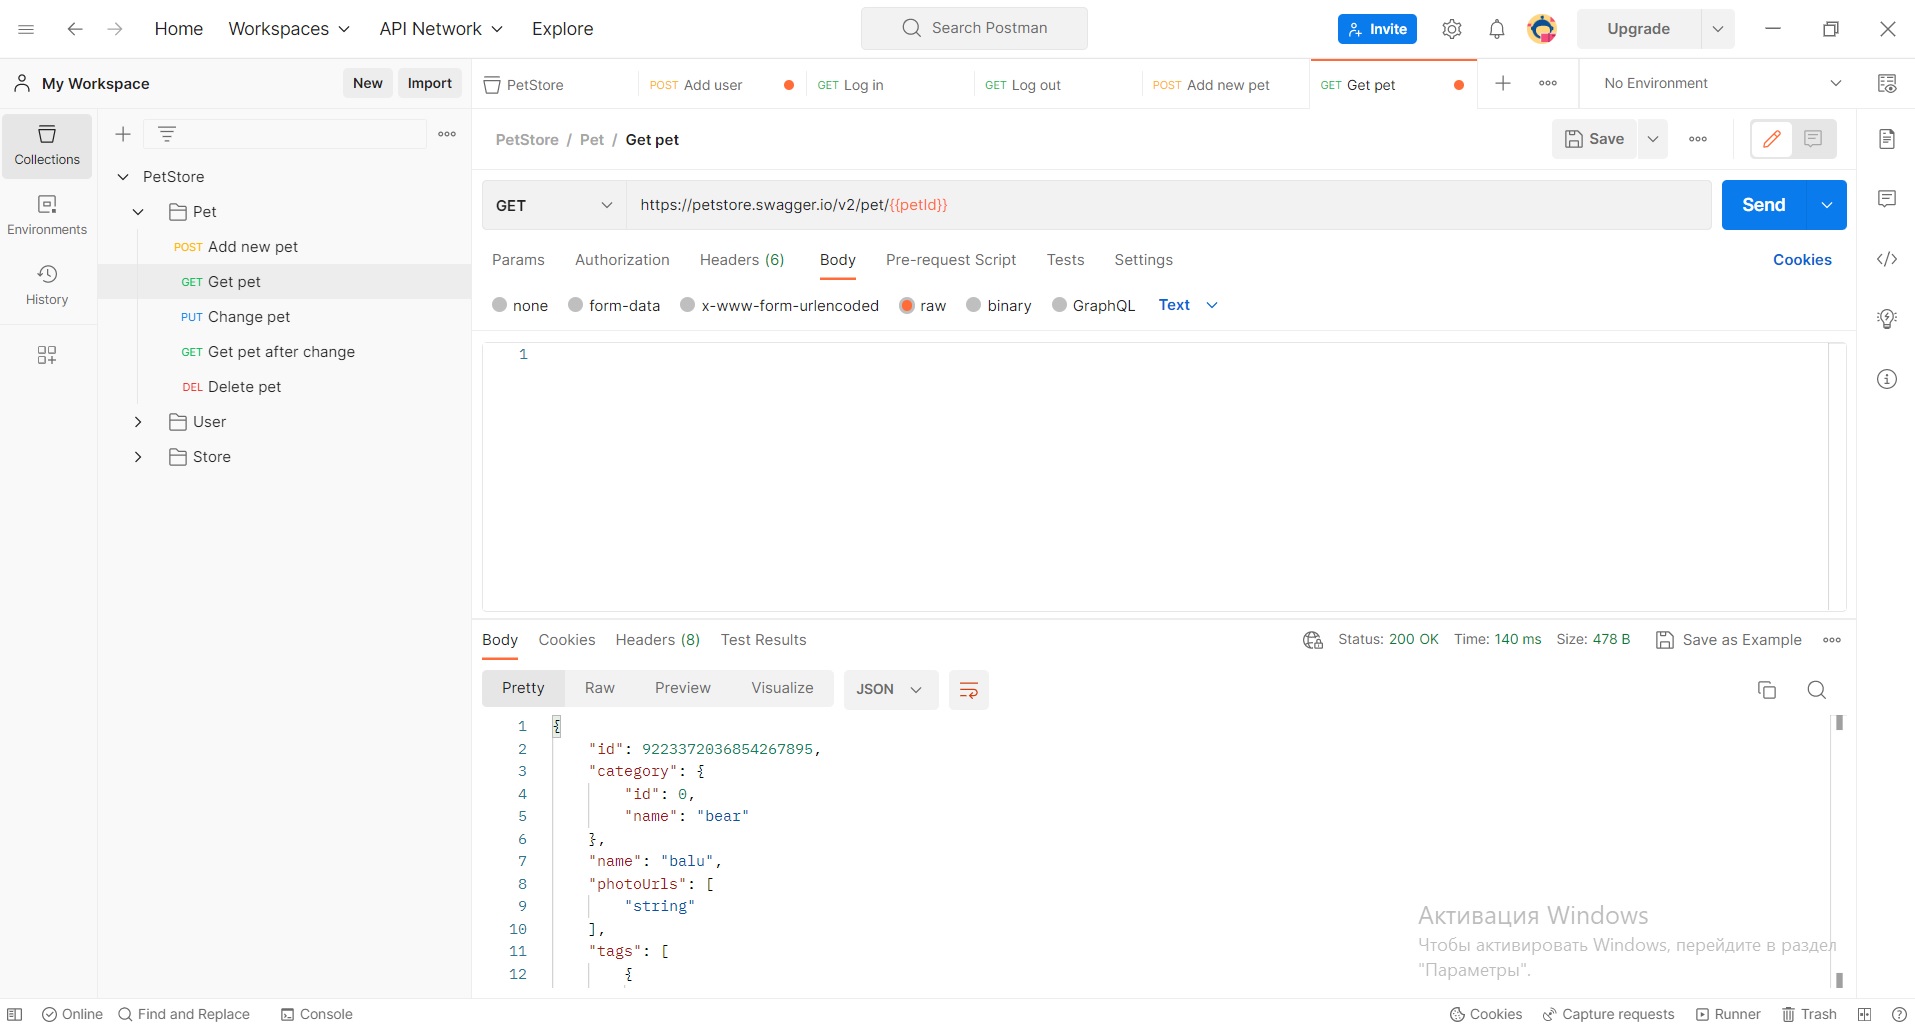 Home Workspaces API Network Explore Search Postman Invite Upgrade
My Workspace New Import
PetStore POST Add user GET Log in GET Log out POST Add new pet GET Get pet No Environment
Collections
Environments
History
PetStore
Pet
POST Add new pet
GET Get pet
PUT Change pet
GET Get pet after change
DEL Delete pet
User
Store
PetStore / Pet / Get pet Save
GET https://petstore.swagger.io/v2/pet/{{petId}} Send
Params Authorization Headers (6) Body Pre-request Script Tests Settings Cookies
none form-data x-www-form-urlencoded raw binary GraphQL Text
1
Body Cookies Headers (8) Test Results Status: 200 OK Time: 140 ms Size: 478 B Save as Example
Pretty Raw Preview Visualize JSON
1 {
2 "id": 9223372036854267895,
3 "category": {
4 "id": 0,
5 "name": "bear"
6 },
7 "name": "balu",
8 "photoUrls": [
9 "string"
10 ],
11 "tags": [
12 {
Активация Windows
Чтобы активировать Windows, перейдите в раздел
"Параметры".
Online Find and Replace Console Cookies Capture requests Runner Trash